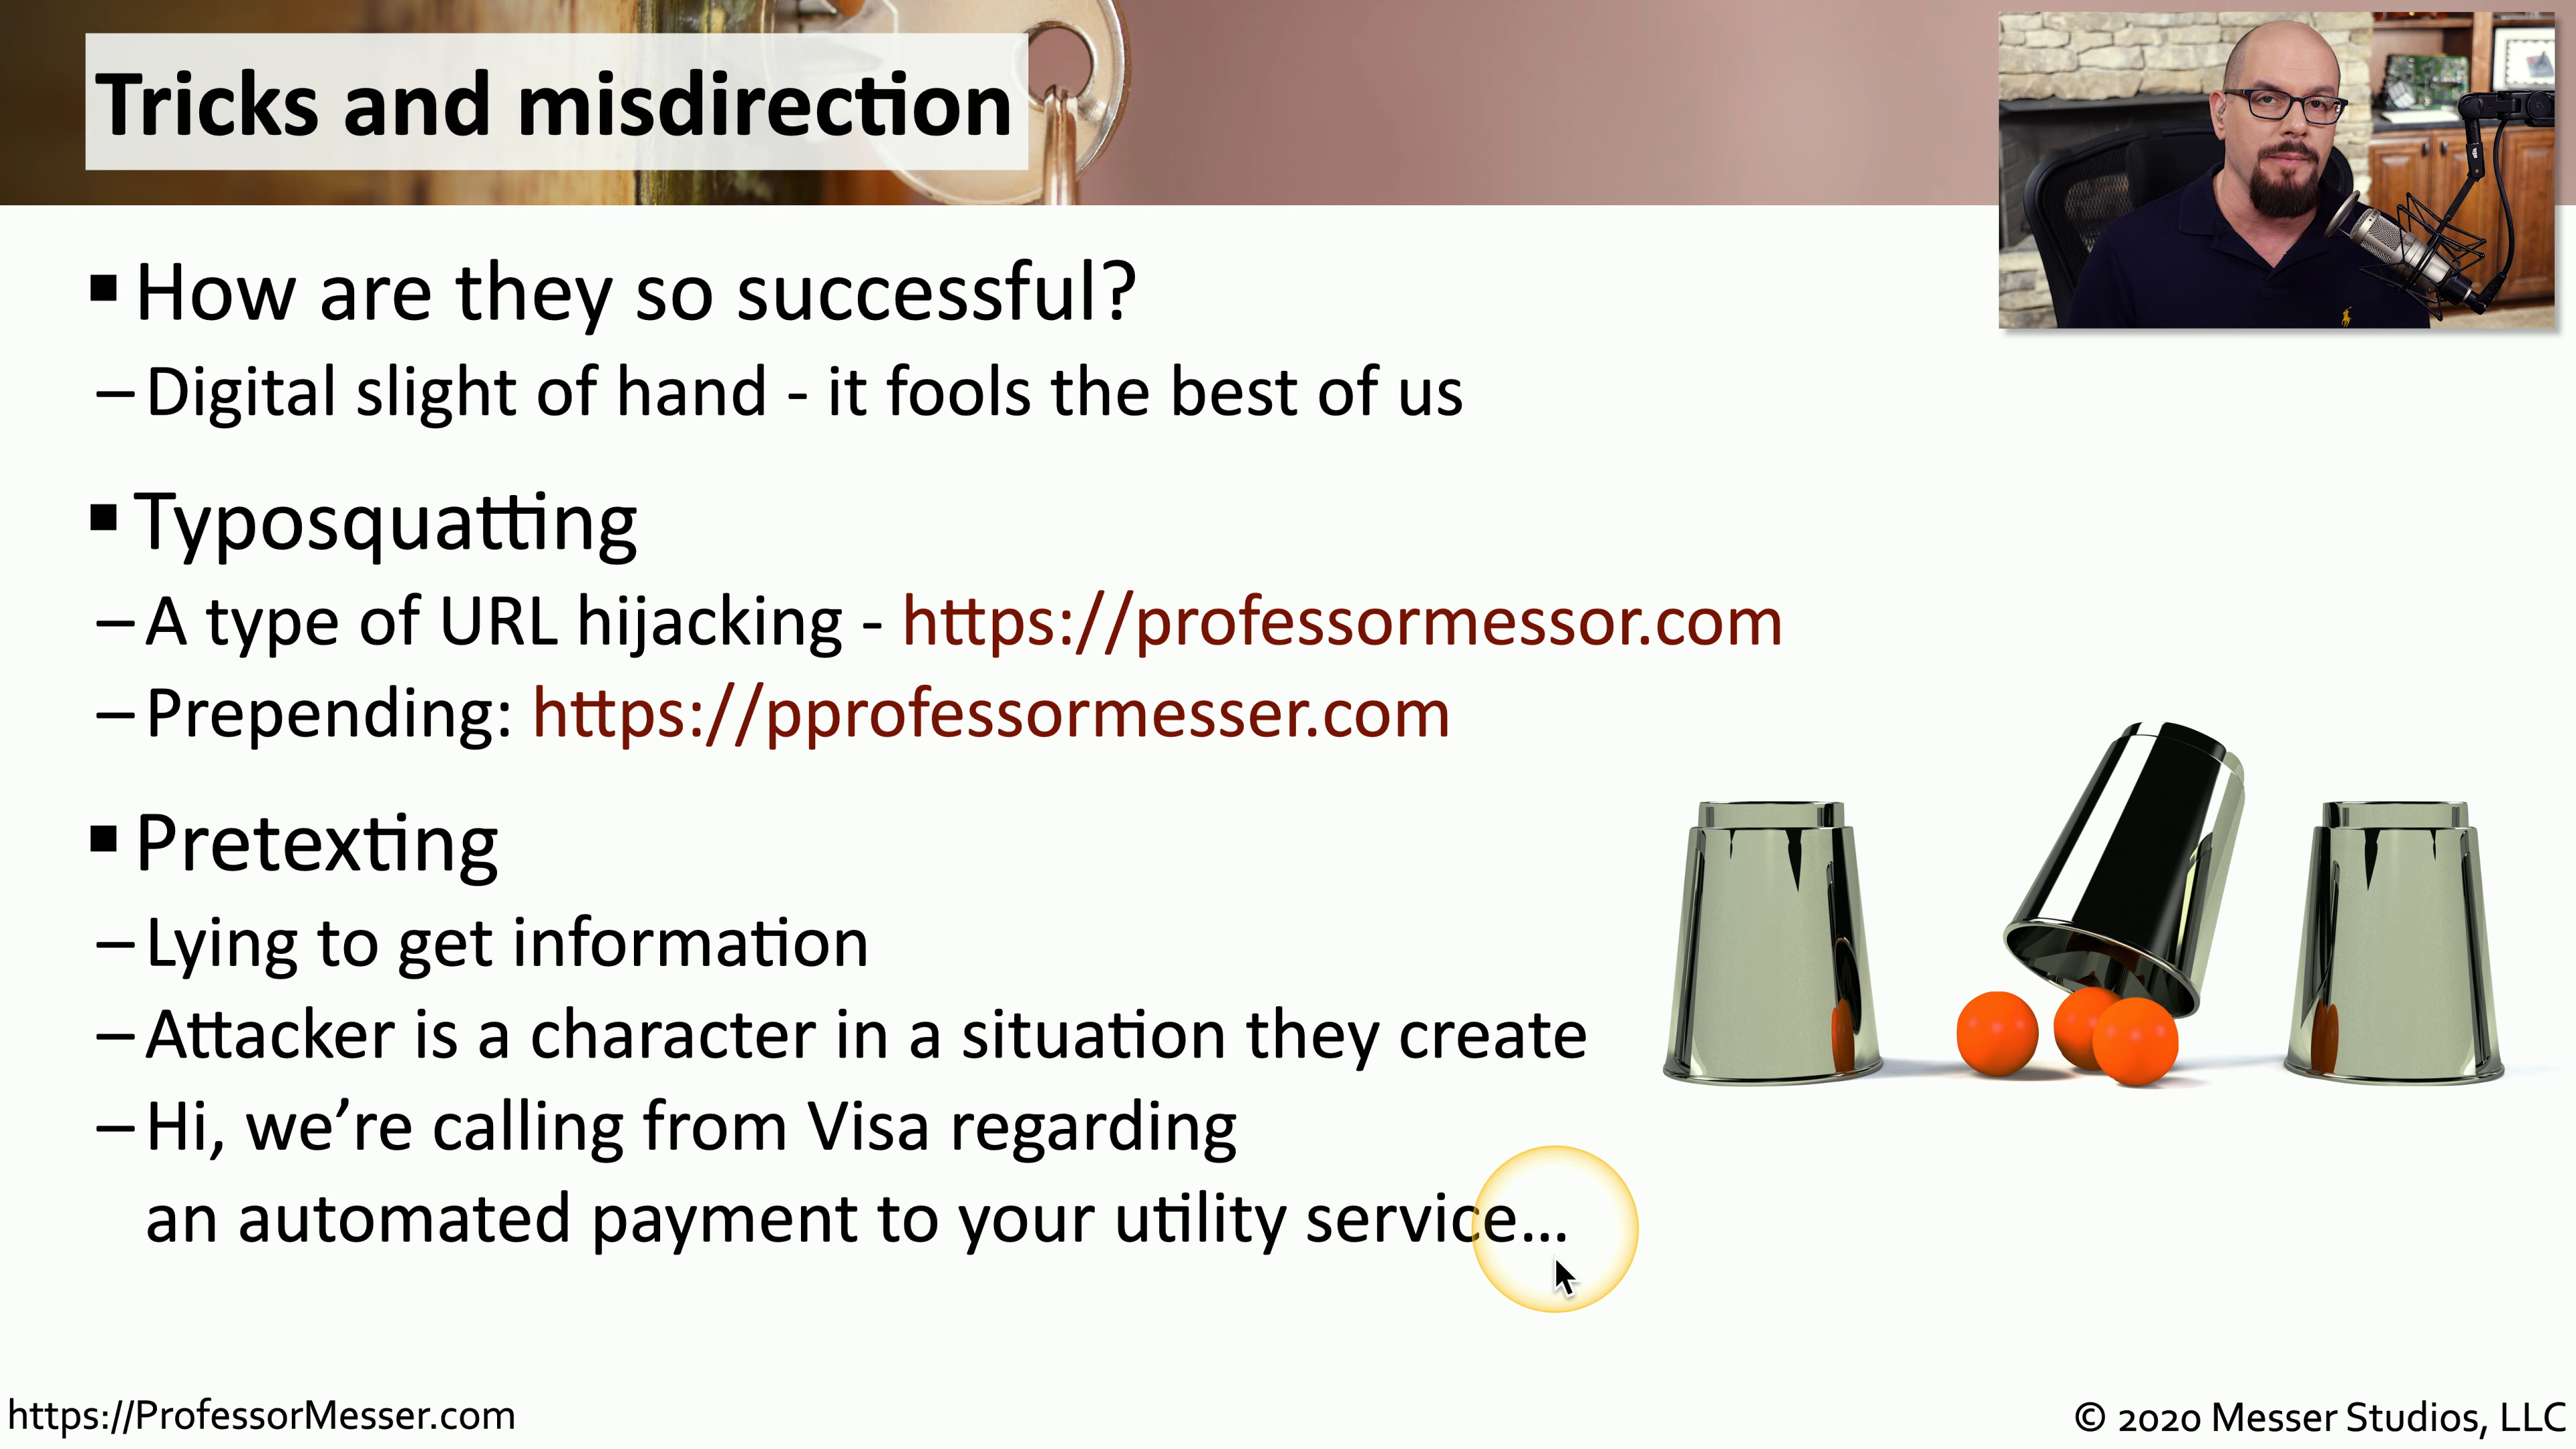 Tricks and misdirection
▪ How are they so successful?
– Digital slight of hand - it fools the best of us
▪ Typosquatting
– A type of URL hijacking - https://professormessor.com
– Prepending: https://pprofessormesser.com
▪ Pretexting
– Lying to get information
– Attacker is a character in a situation they create
– Hi, we’re calling from Visa regarding
an automated payment to your utility service…
https://ProfessorMesser.com
© 2020 Messer Studios, LLC